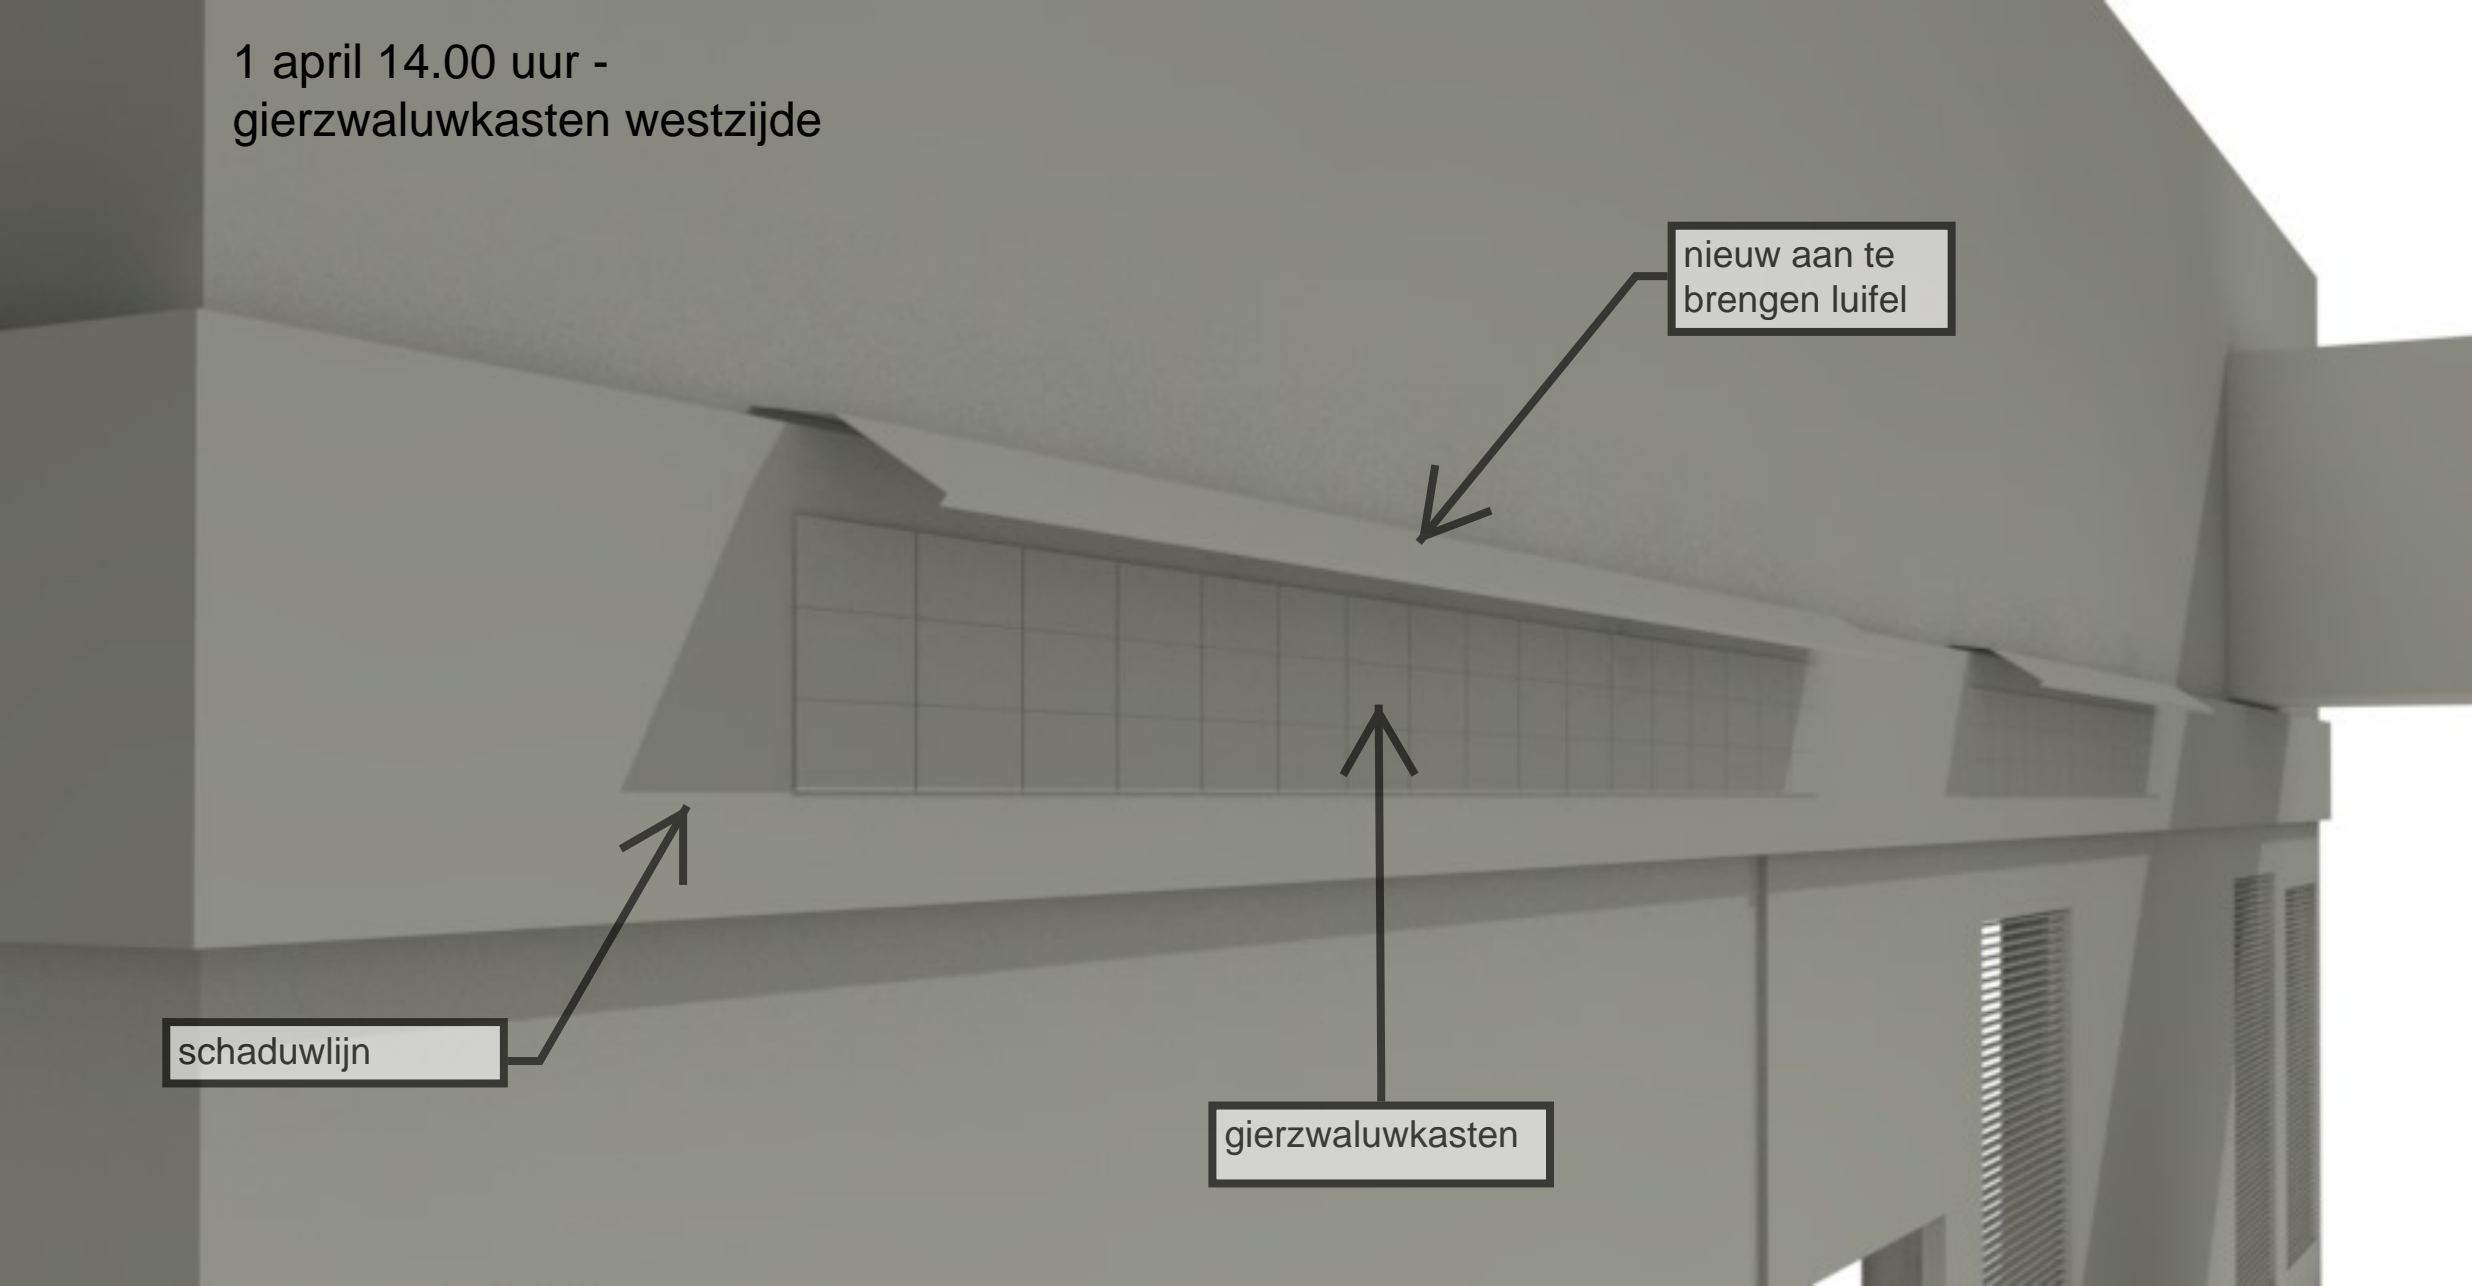 1 april 14.00 uur -
gierzwaluwkasten westzijde
nieuw aan te
brengen luifel
schaduwlijn
gierzwaluwkasten